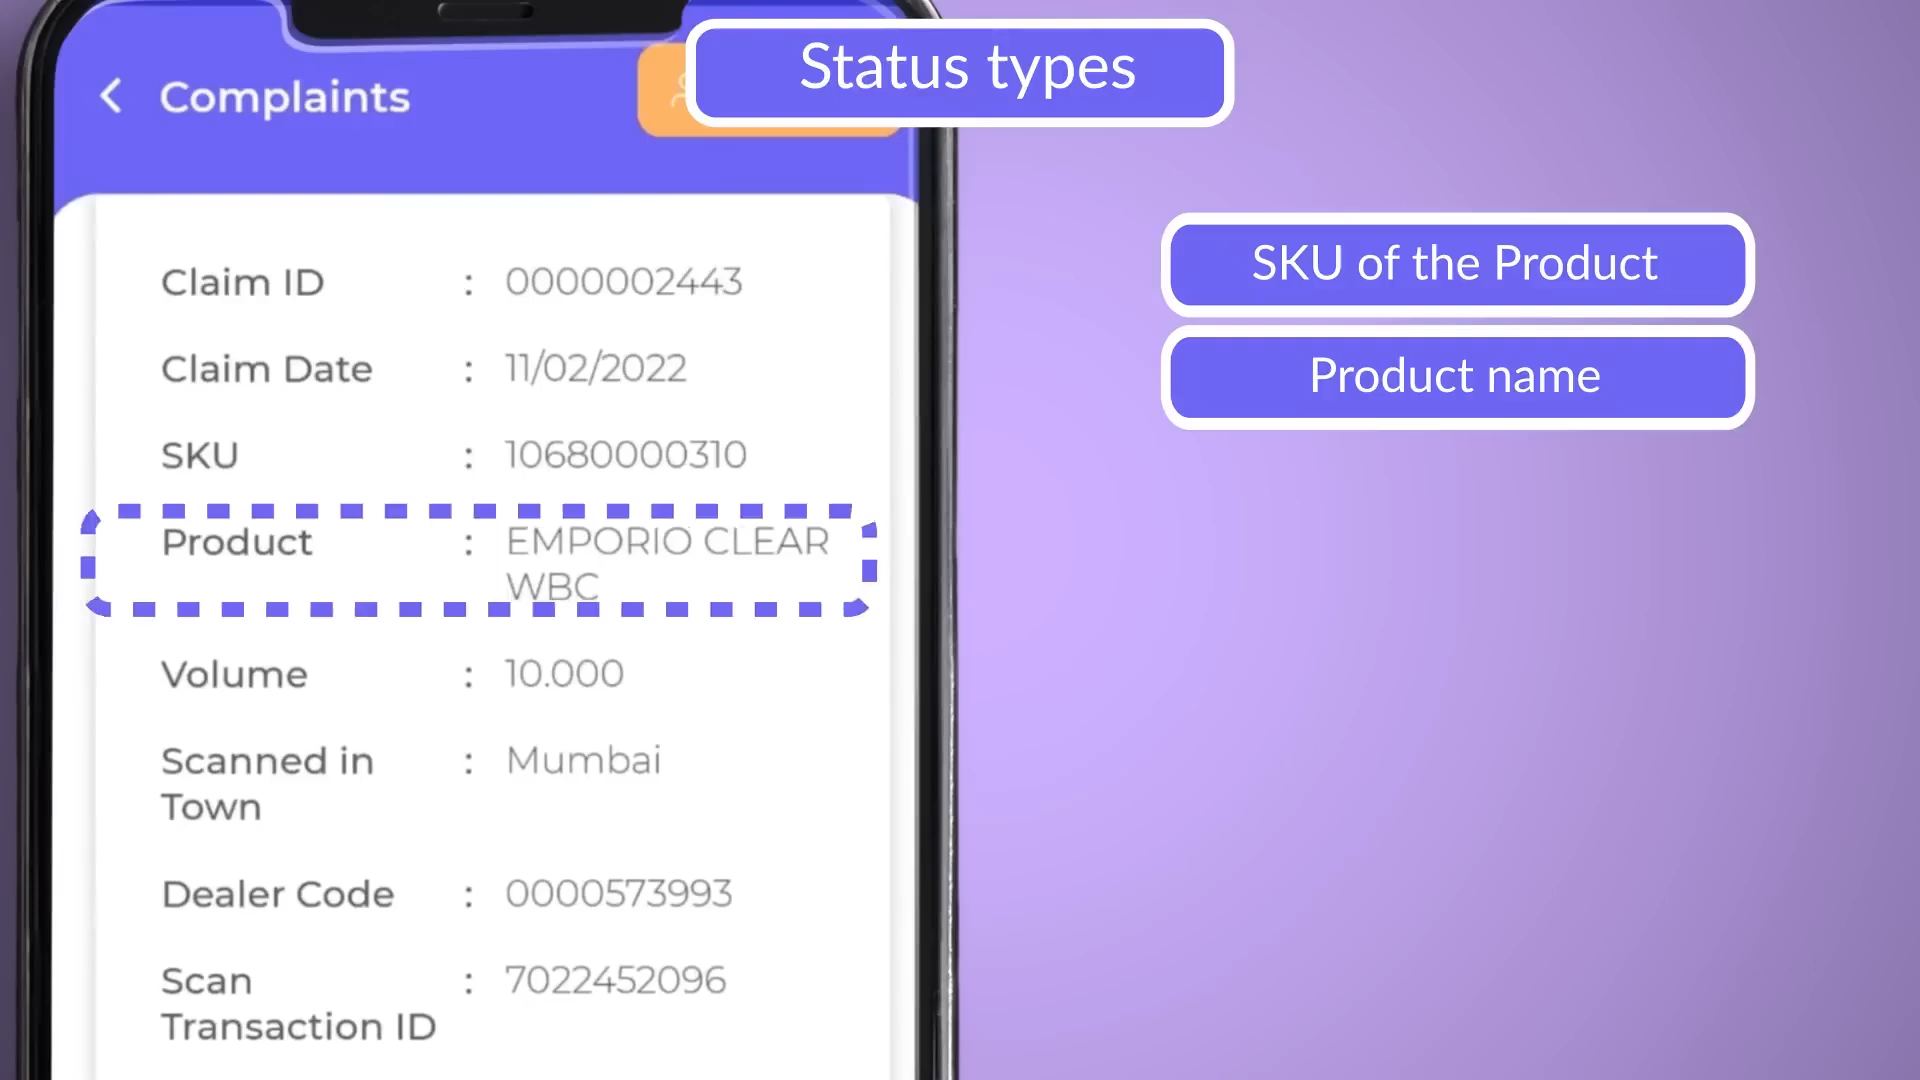 Status types
Complaints
Claim ID : 0000002443
Claim Date : 11/02/2022
SKU : 10680000310
Product : EMPORIO CLEAR
WBC
Volume : 10.000
Scanned in : Mumbai
Town
Dealer Code : 0000573993
Scan : 7022452096
Transaction ID
SKU of the Product
Product name